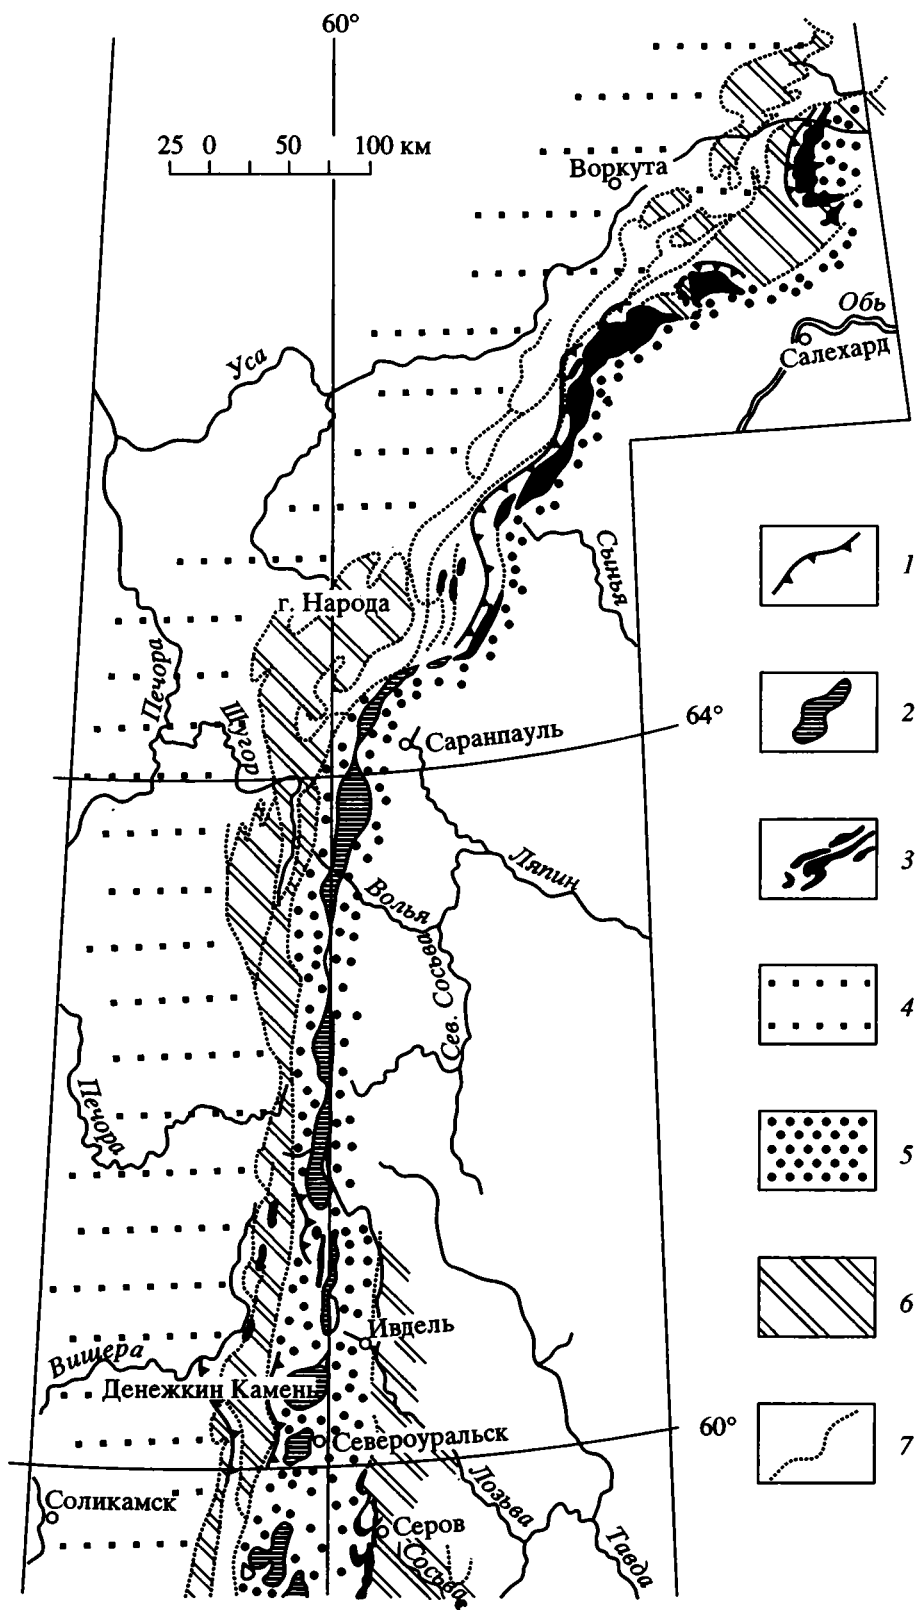 60°
25 0 50 100 км
Воркута
Обь
Салехард
Уса
Сынья
1
г. Народа
Печора
Щугор
2
64°
Саранпауль
3
Ляпин
Волья
Сев. Сосьва
4
Печора
5
6
Ивдель
Вишера
Денежкин Камень
60°
7
Североуральск
Соликамск
Лозьва
Серов
Сосьва
Тавда